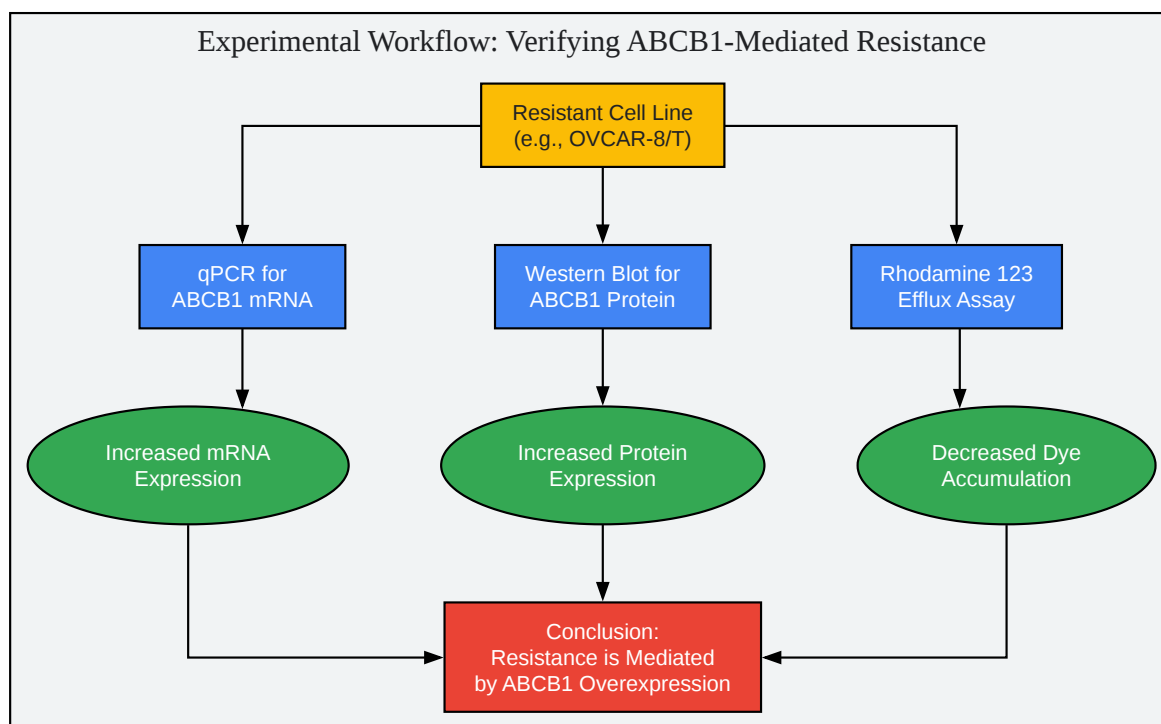 Experimental Workflow: Verifying ABCB1-Mediated Resistance
Resistant Cell Line
(e.g., OVCAR-8/T)
qPCR for
ABCB1 mRNA
Western Blot for
ABCB1 Protein
Rhodamine 123
Efflux Assay
Increased mRNA
Expression
Increased Protein
Expression
Decreased Dye
Accumulation
Conclusion:
Resistance is Mediated
by ABCB1 Overexpression